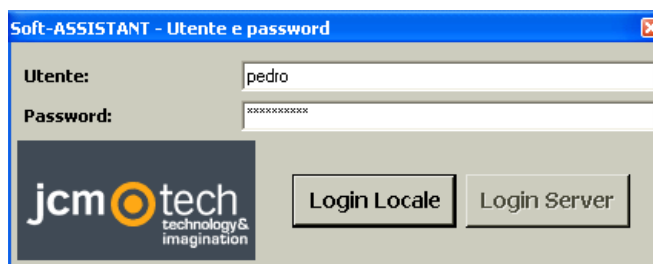 Soft-ASSISTANT - Utente e password
Utente:
pedro
Password:
**********
jcm tech
technology&
imagination
Login Locale
Login Server